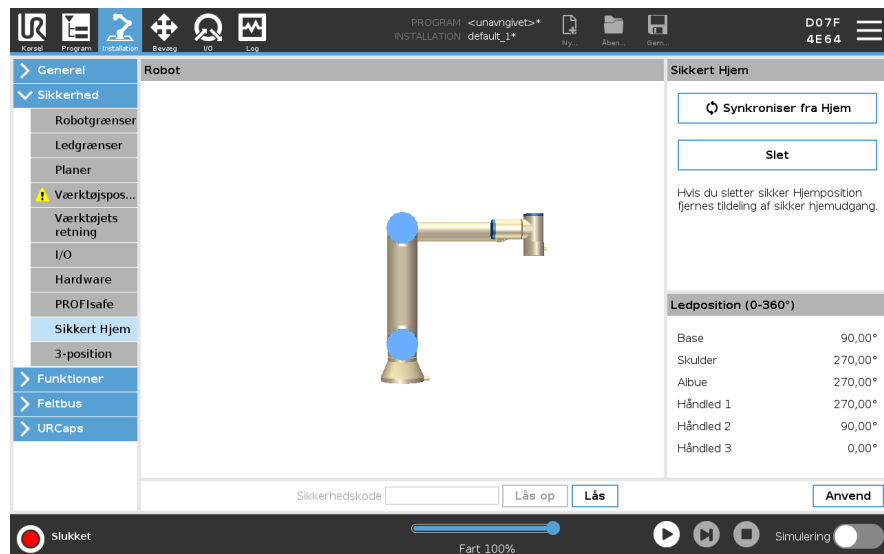 PROGRAM <unavngivet>*
INSTALLATION default_1*
Kørsel
Program
Installation
Bevæg
I/O
Log
Ny...
Åben...
Gem...
D07F
4E64
Generel
Sikkerhed
Robotgrænser
Ledgrænser
Planer
Værktøjspos...
Værktøjets
retning
I/O
Hardware
PROFIsafe
Sikkert Hjem
3-position
Funktioner
Feltbus
URCaps
Robot
Sikkert Hjem
Synkroniser fra Hjem
Slet
Hvis du sletter sikker Hjemposition
fjernes tildeling af sikker hjemudgang.
Ledposition (0-360°)
Base 90,00°
Skulder 270,00°
Albue 270,00°
Håndled 1 270,00°
Håndled 2 90,00°
Håndled 3 0,00°
Sikkerhedskode
Lås op
Lås
Anvend
Slukket
Fart 100%
Simulering